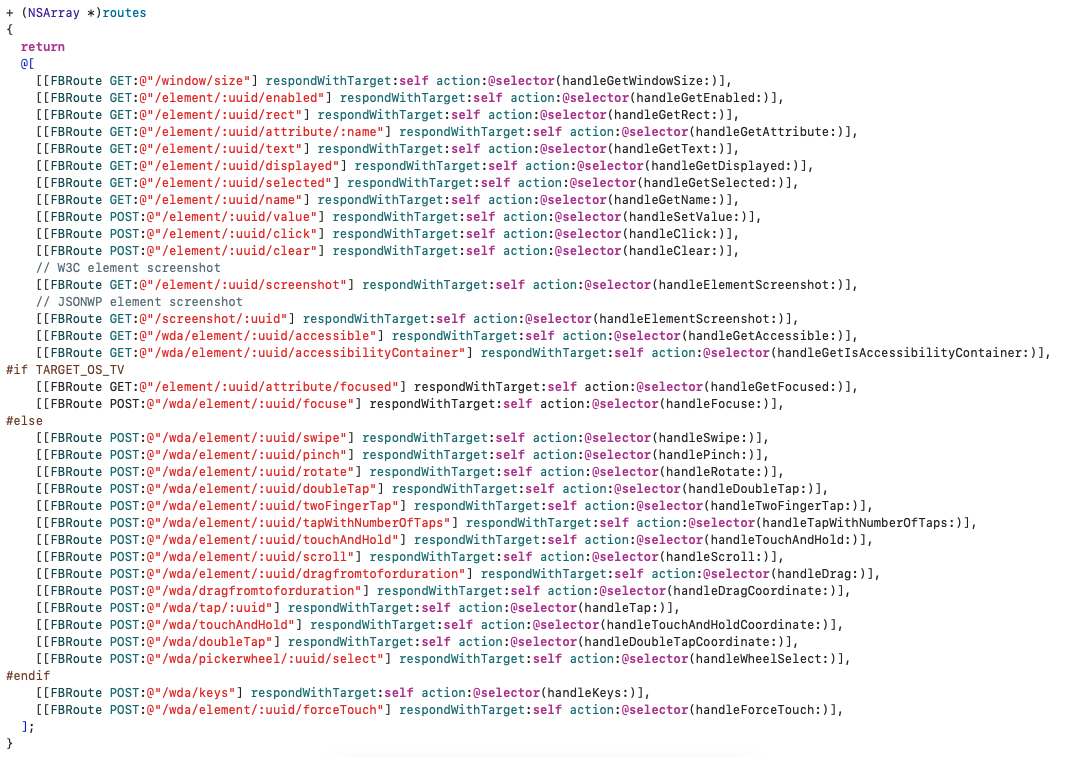 + (NSArray *)routes
{
  return
  @[
    [[FBRoute GET:@"/window/size"] respondWithTarget:self action:@selector(handleGetWindowSize:)],
    [[FBRoute GET:@"/element/:uuid/enabled"] respondWithTarget:self action:@selector(handleGetEnabled:)],
    [[FBRoute GET:@"/element/:uuid/rect"] respondWithTarget:self action:@selector(handleGetRect:)],
    [[FBRoute GET:@"/element/:uuid/attribute/:name"] respondWithTarget:self action:@selector(handleGetAttribute:)],
    [[FBRoute GET:@"/element/:uuid/text"] respondWithTarget:self action:@selector(handleGetText:)],
    [[FBRoute GET:@"/element/:uuid/displayed"] respondWithTarget:self action:@selector(handleGetDisplayed:)],
    [[FBRoute GET:@"/element/:uuid/selected"] respondWithTarget:self action:@selector(handleGetSelected:)],
    [[FBRoute GET:@"/element/:uuid/name"] respondWithTarget:self action:@selector(handleGetName:)],
    [[FBRoute POST:@"/element/:uuid/value"] respondWithTarget:self action:@selector(handleSetValue:)],
    [[FBRoute POST:@"/element/:uuid/click"] respondWithTarget:self action:@selector(handleClick:)],
    [[FBRoute POST:@"/element/:uuid/clear"] respondWithTarget:self action:@selector(handleClear:)],
    // W3C element screenshot
    [[FBRoute GET:@"/element/:uuid/screenshot"] respondWithTarget:self action:@selector(handleElementScreenshot:)],
    // JSONWP element screenshot
    [[FBRoute GET:@"/screenshot/:uuid"] respondWithTarget:self action:@selector(handleElementScreenshot:)],
    [[FBRoute GET:@"/wda/element/:uuid/accessible"] respondWithTarget:self action:@selector(handleGetAccessible:)],
    [[FBRoute GET:@"/wda/element/:uuid/accessibilityContainer"] respondWithTarget:self action:@selector(handleGetIsAccessibilityContainer:)],
#if TARGET_OS_TV
    [[FBRoute GET:@"/element/:uuid/attribute/focused"] respondWithTarget:self action:@selector(handleGetFocused:)],
    [[FBRoute POST:@"/wda/element/:uuid/focuse"] respondWithTarget:self action:@selector(handleFocuse:)],
#else
    [[FBRoute POST:@"/wda/element/:uuid/swipe"] respondWithTarget:self action:@selector(handleSwipe:)],
    [[FBRoute POST:@"/wda/element/:uuid/pinch"] respondWithTarget:self action:@selector(handlePinch:)],
    [[FBRoute POST:@"/wda/element/:uuid/rotate"] respondWithTarget:self action:@selector(handleRotate:)],
    [[FBRoute POST:@"/wda/element/:uuid/doubleTap"] respondWithTarget:self action:@selector(handleDoubleTap:)],
    [[FBRoute POST:@"/wda/element/:uuid/twoFingerTap"] respondWithTarget:self action:@selector(handleTwoFingerTap:)],
    [[FBRoute POST:@"/wda/element/:uuid/tapWithNumberOfTaps"] respondWithTarget:self action:@selector(handleTapWithNumberOfTaps:)],
    [[FBRoute POST:@"/wda/element/:uuid/touchAndHold"] respondWithTarget:self action:@selector(handleTouchAndHold:)],
    [[FBRoute POST:@"/wda/element/:uuid/scroll"] respondWithTarget:self action:@selector(handleScroll:)],
    [[FBRoute POST:@"/wda/element/:uuid/dragfromtoforduration"] respondWithTarget:self action:@selector(handleDrag:)],
    [[FBRoute POST:@"/wda/dragfromtoforduration"] respondWithTarget:self action:@selector(handleDragCoordinate:)],
    [[FBRoute POST:@"/wda/tap/:uuid"] respondWithTarget:self action:@selector(handleTap:)],
    [[FBRoute POST:@"/wda/touchAndHold"] respondWithTarget:self action:@selector(handleTouchAndHoldCoordinate:)],
    [[FBRoute POST:@"/wda/doubleTap"] respondWithTarget:self action:@selector(handleDoubleTapCoordinate:)],
    [[FBRoute POST:@"/wda/pickerwheel/:uuid/select"] respondWithTarget:self action:@selector(handleWheelSelect:)],
#endif
    [[FBRoute POST:@"/wda/keys"] respondWithTarget:self action:@selector(handleKeys:)],
    [[FBRoute POST:@"/wda/element/:uuid/forceTouch"] respondWithTarget:self action:@selector(handleForceTouch:)],
  ];
}